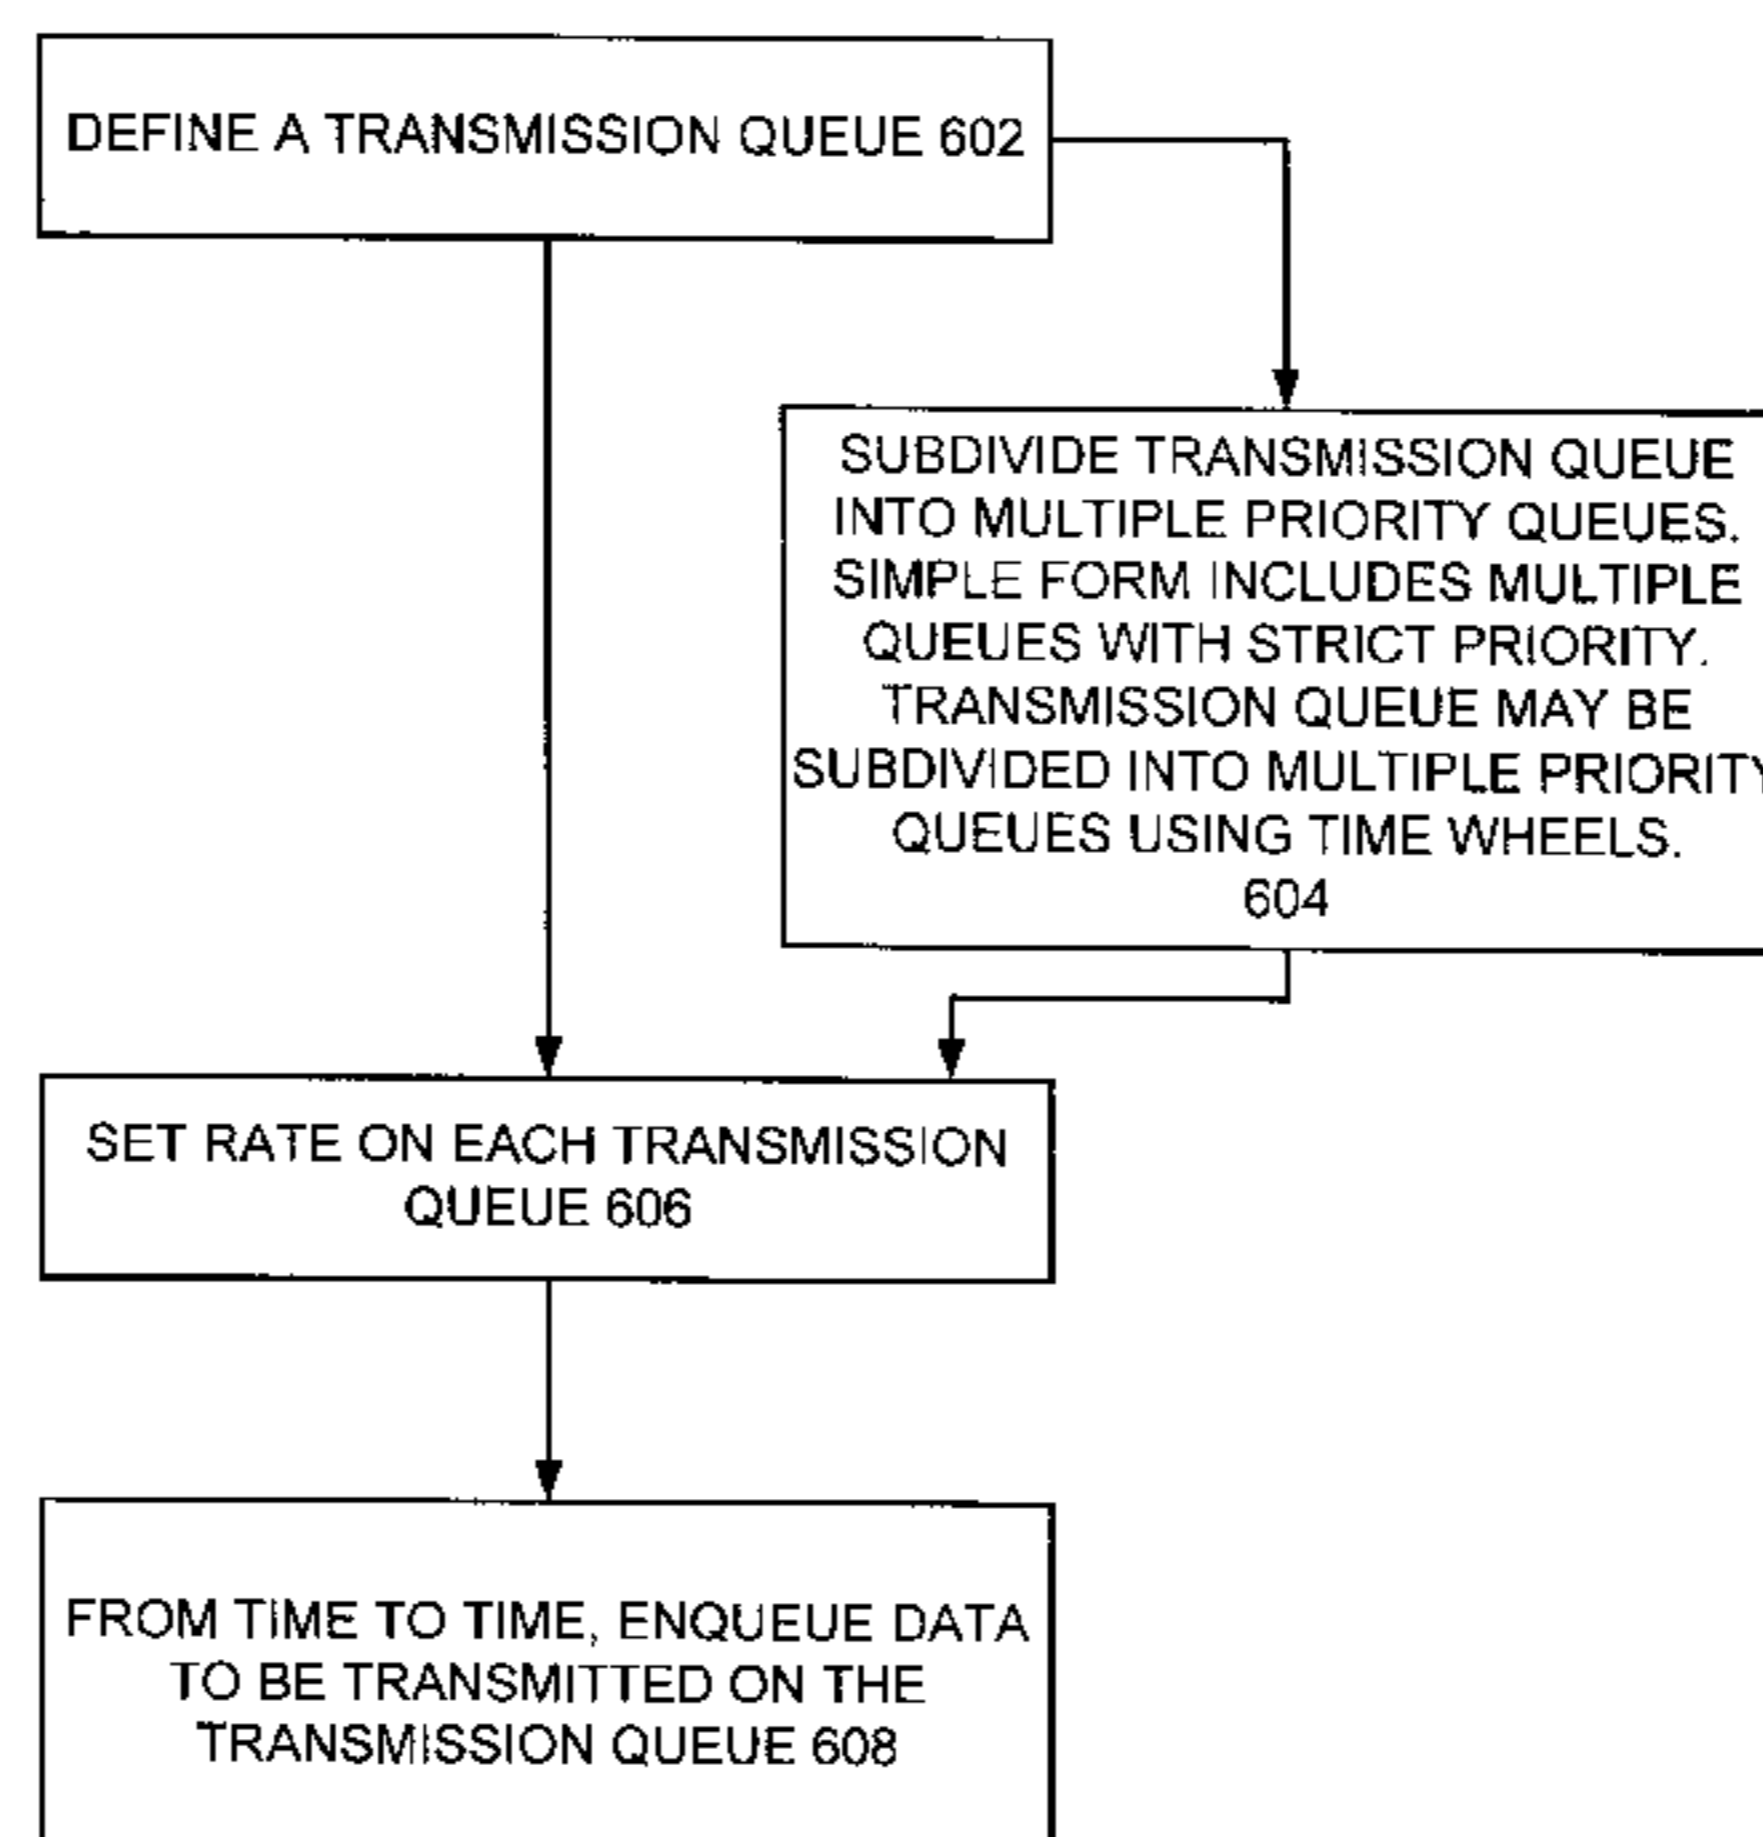 DEFINE A TRANSMISSION QUEUE 602
SUBDIVIDE TRANSMISSION QUEUE
INTO MULTIPLE PRIORITY QUEUES.
SIMPLE FORM INCLUDES MULTIPLE
QUEUES WITH STRICT PRIORITY.
TRANSMISSION QUEUE MAY BE
SUBDIVIDED INTO MULTIPLE PRIORITY
QUEUES USING TIME WHEELS.
604
SET RATE ON EACH TRANSMISSION
QUEUE 606
FROM TIME TO TIME, ENQUEUE DATA
TO BE TRANSMITTED ON THE
TRANSMISSION QUEUE 608